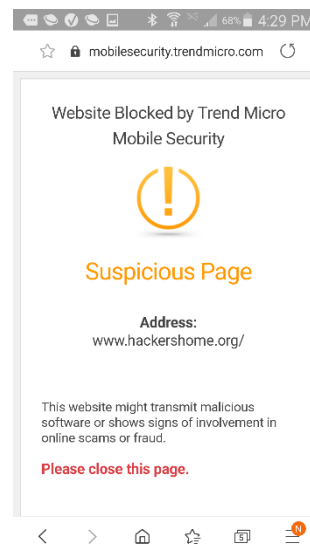 68% 4:29 PM
mobilesecurity.trendmicro.com
Website Blocked by Trend Micro
Mobile Security
Suspicious Page
Address:
www.hackershome.org/
This website might transmit malicious
software or shows signs of involvement in
online scams or fraud.
Please close this page.
5
N